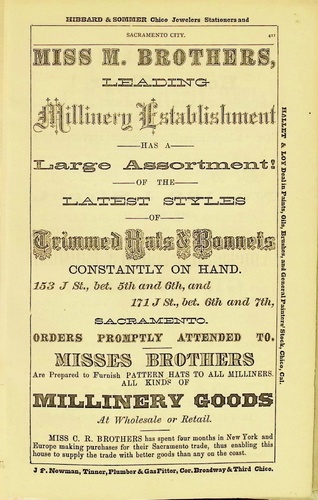 HIBBARD & SOMMER Chico Jewelers Stationers and
SACRAMENTO CITY. 411
MISS M. BROTHERS,
LEADING
Millinery Establishment
HAS A
Large Assortment!
OF THE
LATEST STYLES
OF
Trimmed Hats & Bonnets
CONSTANTLY ON HAND.
153 J St., bet. 5th and 6th, and
171 J St., bet. 6th and 7th,
SACRAMENTO.
ORDERS PROMPTLY ATTENDED TO.
MISSES BROTHERS
Are Prepared to Furnish PATTERN HATS TO ALL MILLINERS.
ALL KINDS OF
MILLINERY GOODS
At Wholesale or Retail.
MISS C. R. BROTHERS has spent four months in New York and
Europe making purchases for their Sacramento trade, thus enabling this
house to supply the trade with better goods than any on the coast.
J F. Newman, Tinner, Plumber & Gas Fitter, Cor. Broadway & Third Chico.
HALLET & LOY Deal in Paints, Oils, Brushes, and General Painters' Stock, Chico, Cal.